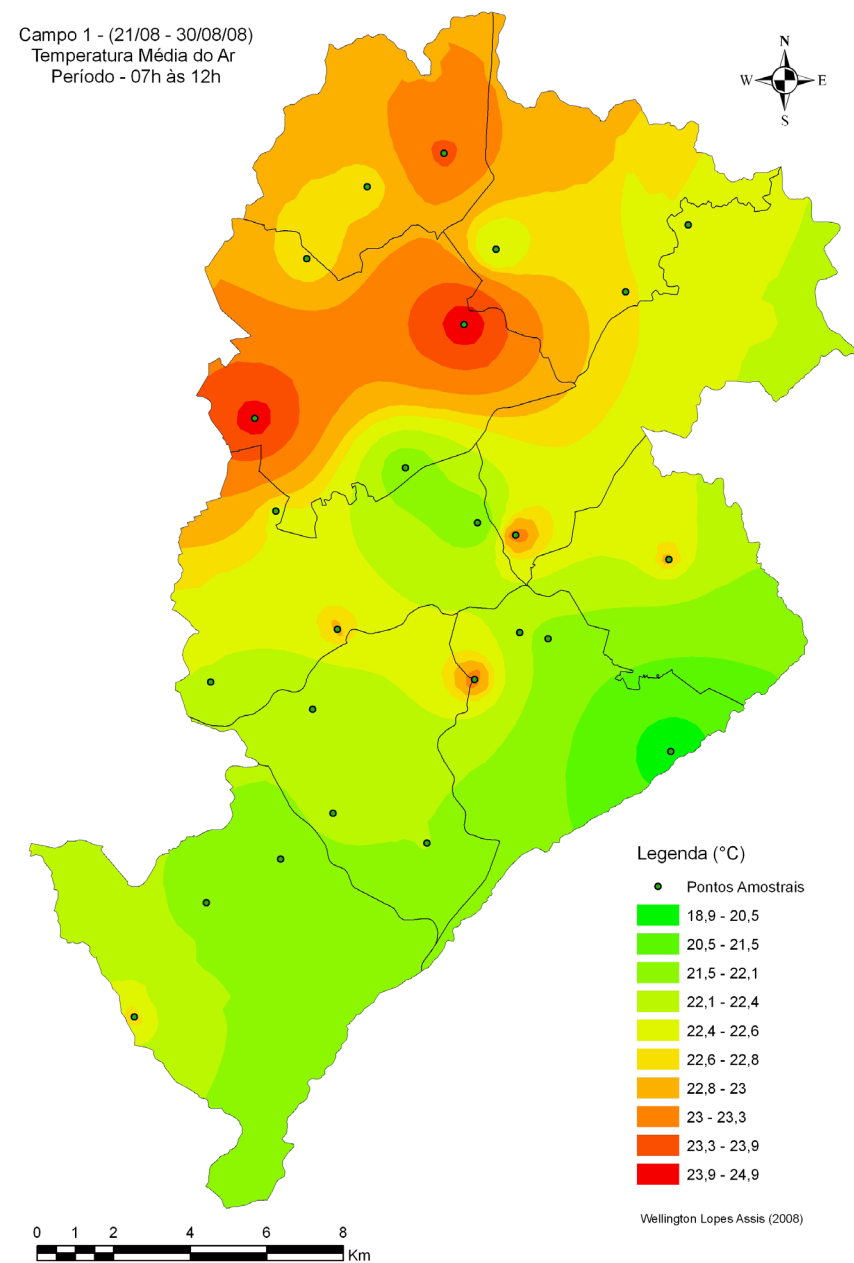 Campo 1 - (21/08 - 30/08/08)
Temperatura Média do Ar
Período - 07h às 12h
N
W E
S
Legenda (°C)
Pontos Amostrais
18,9 - 20,5
20,5 - 21,5
21,5 - 22,1
22,1 - 22,4
22,4 - 22,6
22,6 - 22,8
22,8 - 23
23 - 23,3
23,3 - 23,9
23,9 - 24,9
Wellington Lopes Assis (2008)
0 1 2 4 6 8
Km